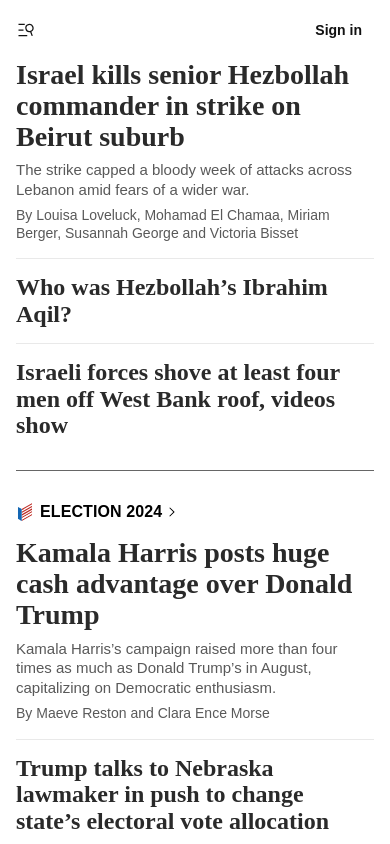 Sign in
Israel kills senior Hezbollah
commander in strike on
Beirut suburb
The strike capped a bloody week of attacks across
Lebanon amid fears of a wider war.
By Louisa Loveluck, Mohamad El Chamaa, Miriam
Berger, Susannah George and Victoria Bisset
Who was Hezbollah’s Ibrahim
Aqil?
Israeli forces shove at least four
men off West Bank roof, videos
show
ELECTION 2024
Kamala Harris posts huge
cash advantage over Donald
Trump
Kamala Harris’s campaign raised more than four
times as much as Donald Trump’s in August,
capitalizing on Democratic enthusiasm.
By Maeve Reston and Clara Ence Morse
Trump talks to Nebraska
lawmaker in push to change
state’s electoral vote allocation